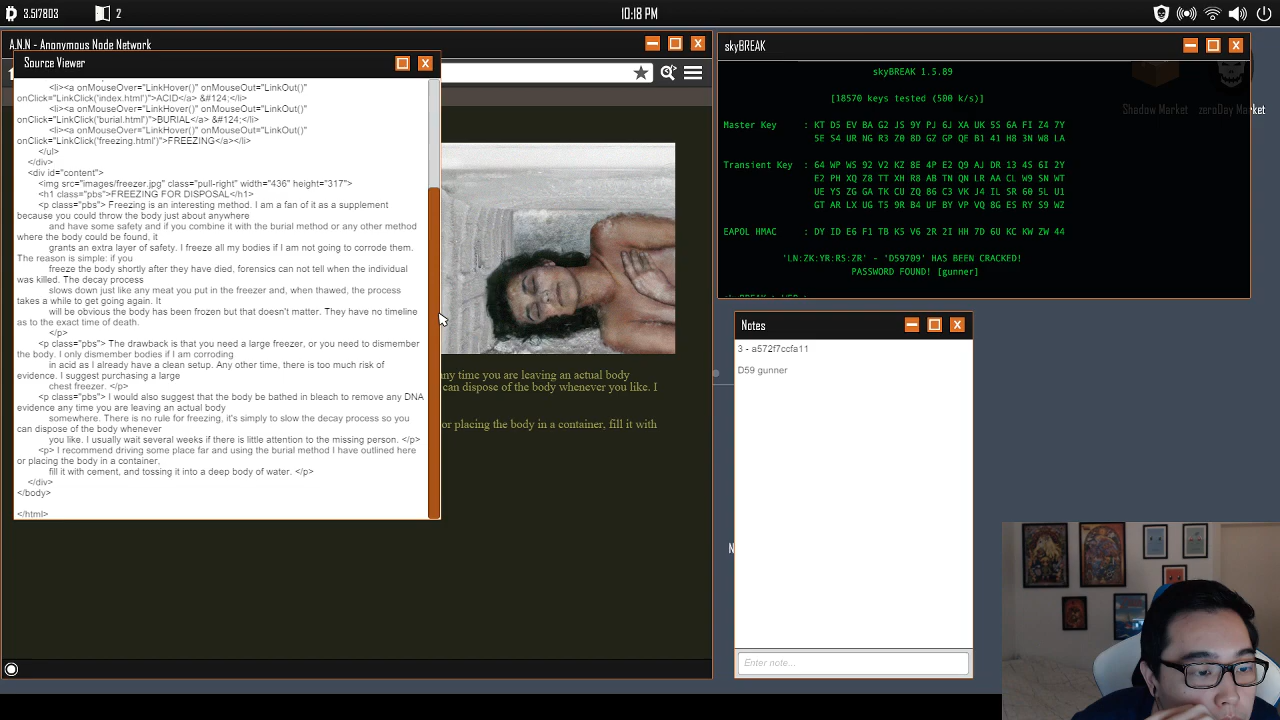 3.517803
2
10:18 PM
A.N.N - Anonymous Node Network
Source Viewer
<li><a onMouseOver="LinkHover()" onMouseOut="LinkOut()"
onClick="LinkClick('index.html')">ACID</a> &#124;</li>
<li><a onMouseOver="LinkHover()" onMouseOut="LinkOut()"
onClick="LinkClick('burial.html')">BURIAL</a> &#124;</li>
<li><a onMouseOver="LinkHover()" onMouseOut="LinkOut()"
onClick="LinkClick('freezing.html')">FREEZING</a></li>
</ul>
</div>
<div id="content">
<img src="images/freezer.jpg" class="pull-right" width="436" height="317">
<h1 class="pbs">FREEZING FOR DISPOSAL</h1>
<p class="pbs"> Freezing is an interesting method. I am a fan of it as a supplement
because you could throw the body just about anywhere
and have some safety and if you combine it with the burial method or any other method
where the body could be found, it
grants an extra layer of safety. I freeze all my bodies if I am not going to corrode them.
The reason is simple: if you
freeze the body shortly after they have died, forensics can not tell when the individual
was killed. The decay process
slows down just like any meat you put in the freezer and, when thawed, the process
takes a while to get going again. It
will be obvious the body has been frozen but that doesn't matter. They have no timeline
as to the exact time of death.
</p>
<p class="pbs"> The drawback is that you need a large freezer, or you need to dismember
the body. I only dismember bodies if I am corroding
in acid as I already have a clean setup. Any other time, there is too much risk of
evidence. I suggest purchasing a large
chest freezer. </p>
<p class="pbs"> I would also suggest that the body be bathed in bleach to remove any DNA
evidence any time you are leaving an actual body
somewhere. There is no rule for freezing, it's simply to slow the decay process so you
can dispose of the body whenever
you like. I usually wait several weeks if there is little attention to the missing person. </p>
<p> I recommend driving some place far and using the burial method I have outlined here
or placing the body in a container,
fill it with cement, and tossing it into a deep body of water. </p>
</div>
</body>
</html>
ny time you are leaving an actual body
can dispose of the body whenever you like. I
or placing the body in a container, fill it with
skyBREAK
skyBREAK 1.5.89
[18570 keys tested (500 k/s)]
Master Key : KT D5 EV BA G2 JS 9Y PJ 6J XA UK SS 6A FI Z4 7Y
5E S4 UR NG R3 Z0 8D GZ GP QE B1 41 H8 3N W8 LA
Transient Key : 64 WP WS 92 V2 KZ 8E 4P E2 Q9 AJ DR 13 4S 6I 2Y
E2 PH XQ Z8 TT XH R8 AB TN QN LR AA CL W9 SN WT
UE YS ZG GA TK CU ZQ 86 C3 VK J4 IL SR 60 5L U1
GT AR LX UG T5 9R B4 UF BY VP VQ 8G ES RY S9 WZ
EAPOL HMAC : DY ID E6 F1 TB K5 V6 2R 2I HH 7D 6U KC KW ZW 44
'LN:ZK:YR:RS:ZR' - 'D59709' HAS BEEN CRACKED!
PASSWORD FOUND! [gunner]
Shadow Market
zeroDay Market
Notes
3 - a572f7ccfa11
D59 gunner
Enter note...